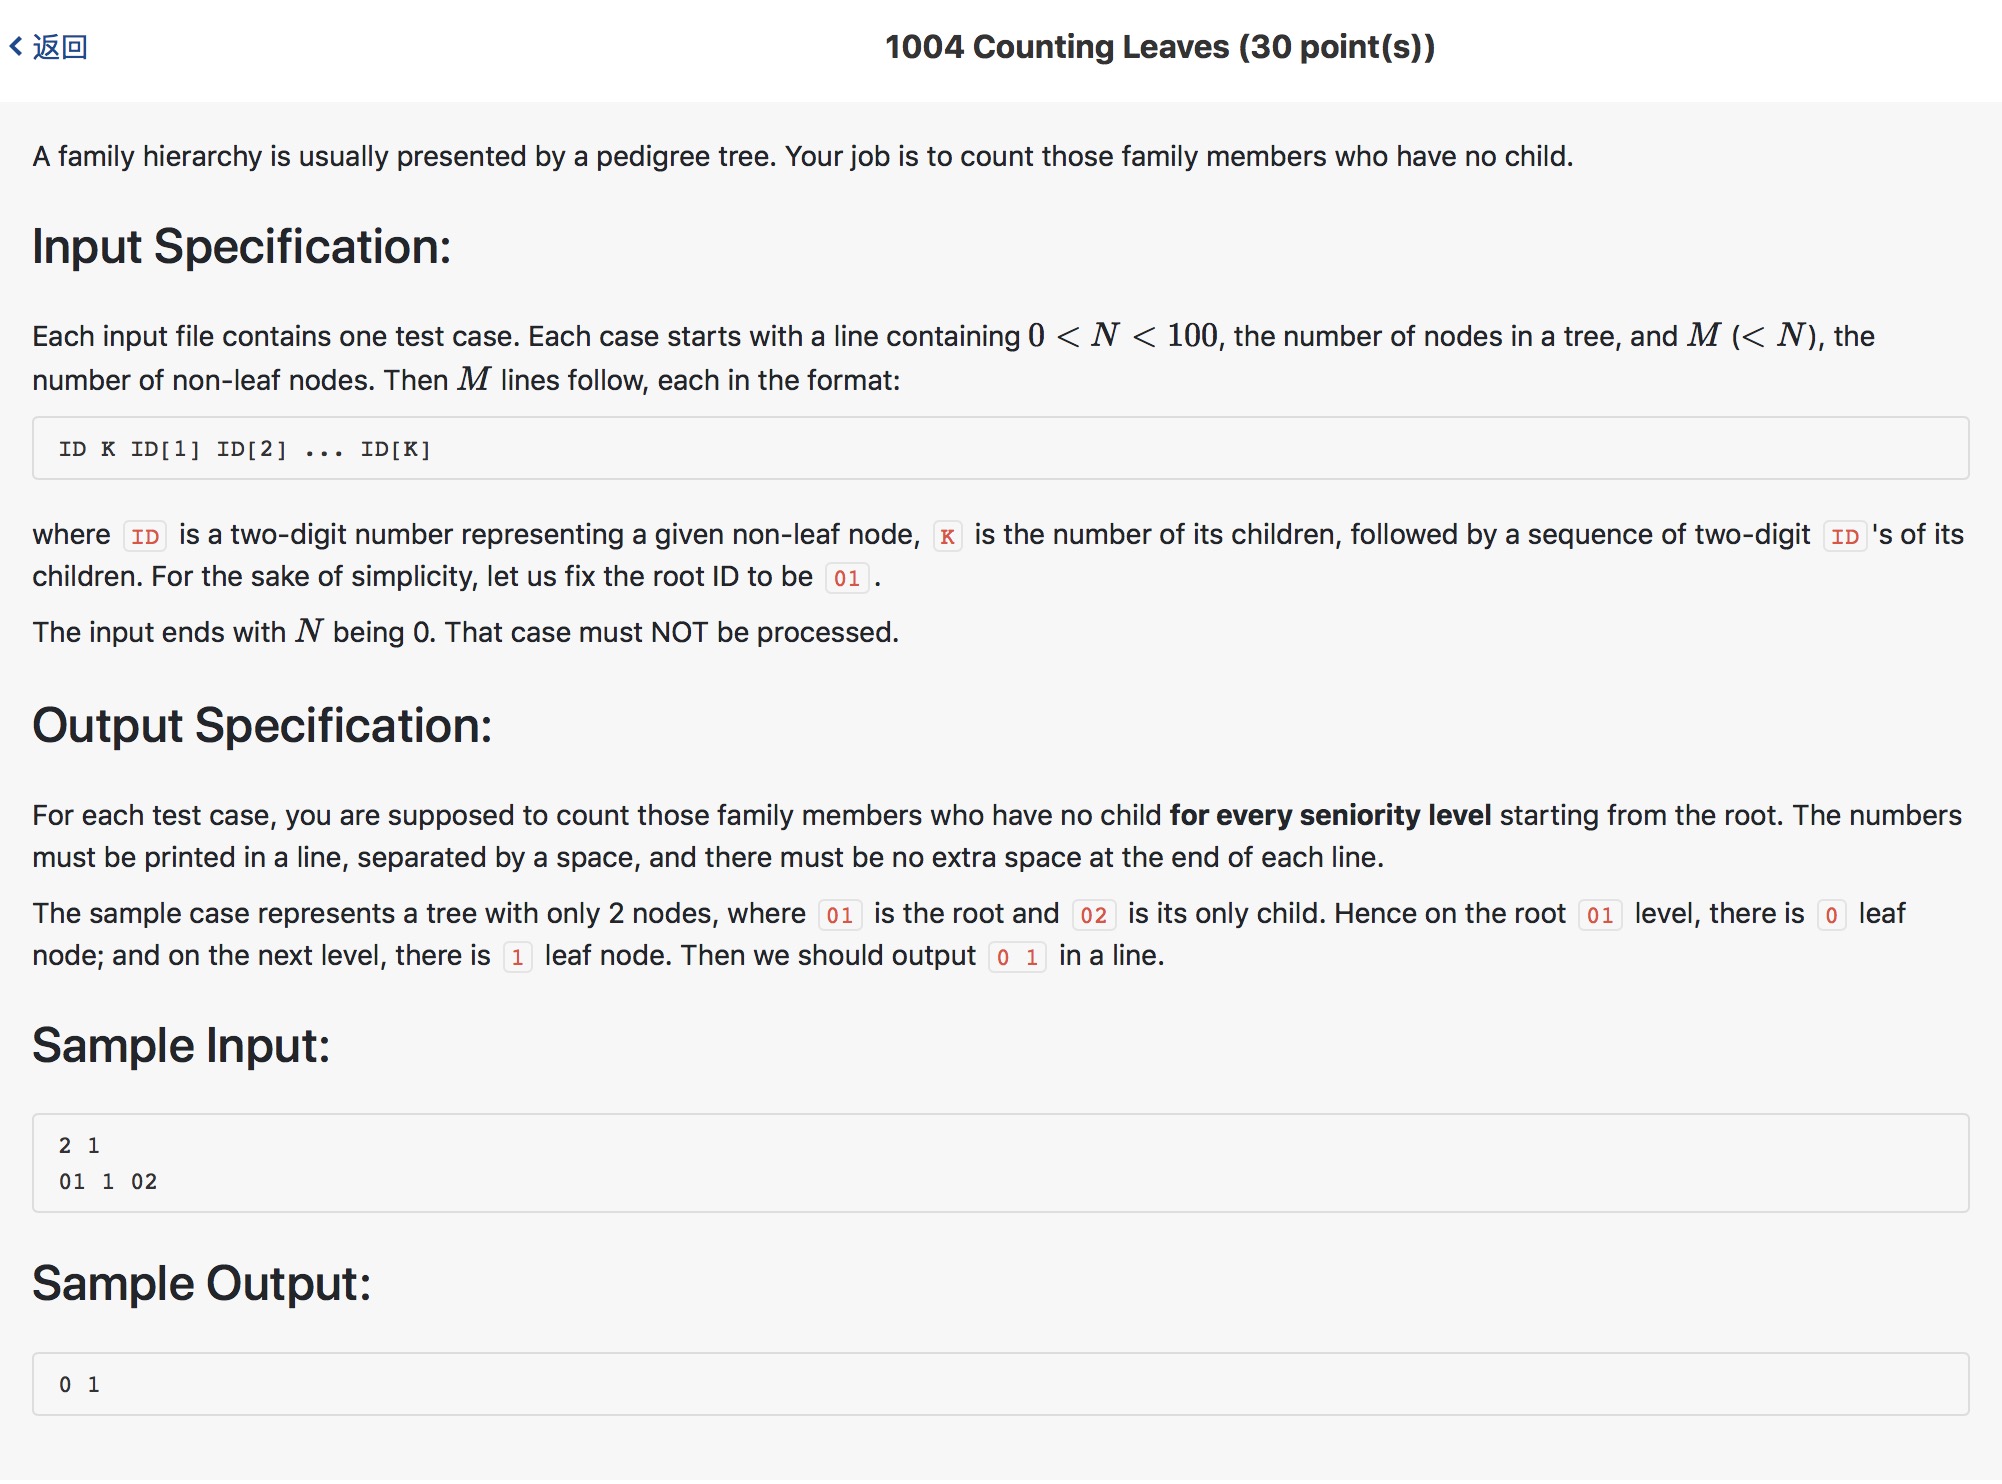 返回
1004 Counting Leaves (30 point(s))
A family hierarchy is usually presented by a pedigree tree. Your job is to count those family members who have no child.
Input Specification:
Each input file contains one test case. Each case starts with a line containing 0 < N < 100, the number of nodes in a tree, and M (< N), the
number of non-leaf nodes. Then M lines follow, each in the format:
ID K ID[1] ID[2] ... ID[K]
where ID is a two-digit number representing a given non-leaf node, K is the number of its children, followed by a sequence of two-digit ID 's of its
children. For the sake of simplicity, let us fix the root ID to be 01 .
The input ends with N being 0. That case must NOT be processed.
Output Specification:
For each test case, you are supposed to count those family members who have no child for every seniority level starting from the root. The numbers
must be printed in a line, separated by a space, and there must be no extra space at the end of each line.
The sample case represents a tree with only 2 nodes, where 01 is the root and 02 is its only child. Hence on the root 01 level, there is 0 leaf
node; and on the next level, there is 1 leaf node. Then we should output 0 1 in a line.
Sample Input:
2 1
01 1 02
Sample Output:
0 1